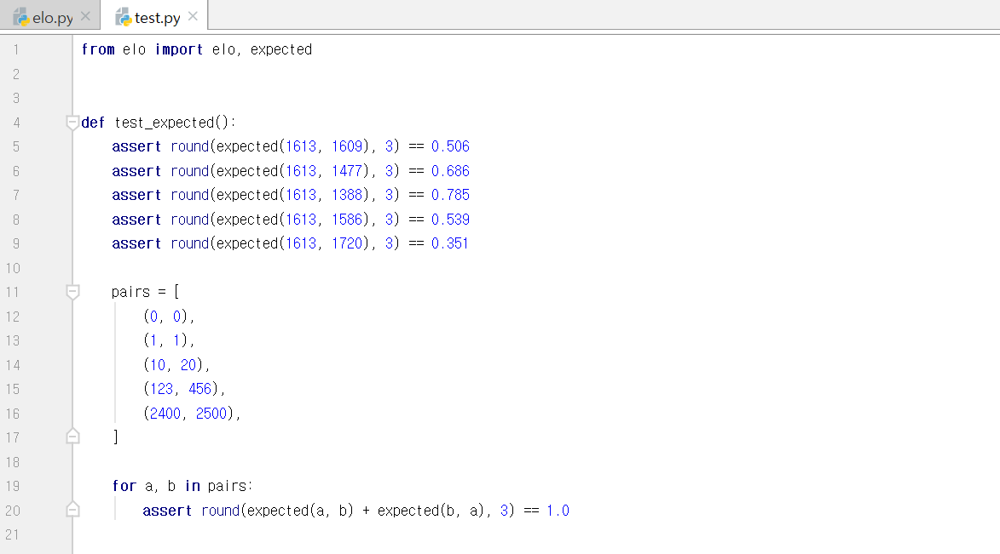 elo.py test.py
1 from elo import elo, expected
2
3
4 def test_expected():
5     assert round(expected(1613, 1609), 3) == 0.506
6     assert round(expected(1613, 1477), 3) == 0.686
7     assert round(expected(1613, 1388), 3) == 0.785
8     assert round(expected(1613, 1586), 3) == 0.539
9     assert round(expected(1613, 1720), 3) == 0.351
10
11     pairs = [
12         (0, 0),
13         (1, 1),
14         (10, 20),
15         (123, 456),
16         (2400, 2500),
17     ]
18
19     for a, b in pairs:
20         assert round(expected(a, b) + expected(b, a), 3) == 1.0
21